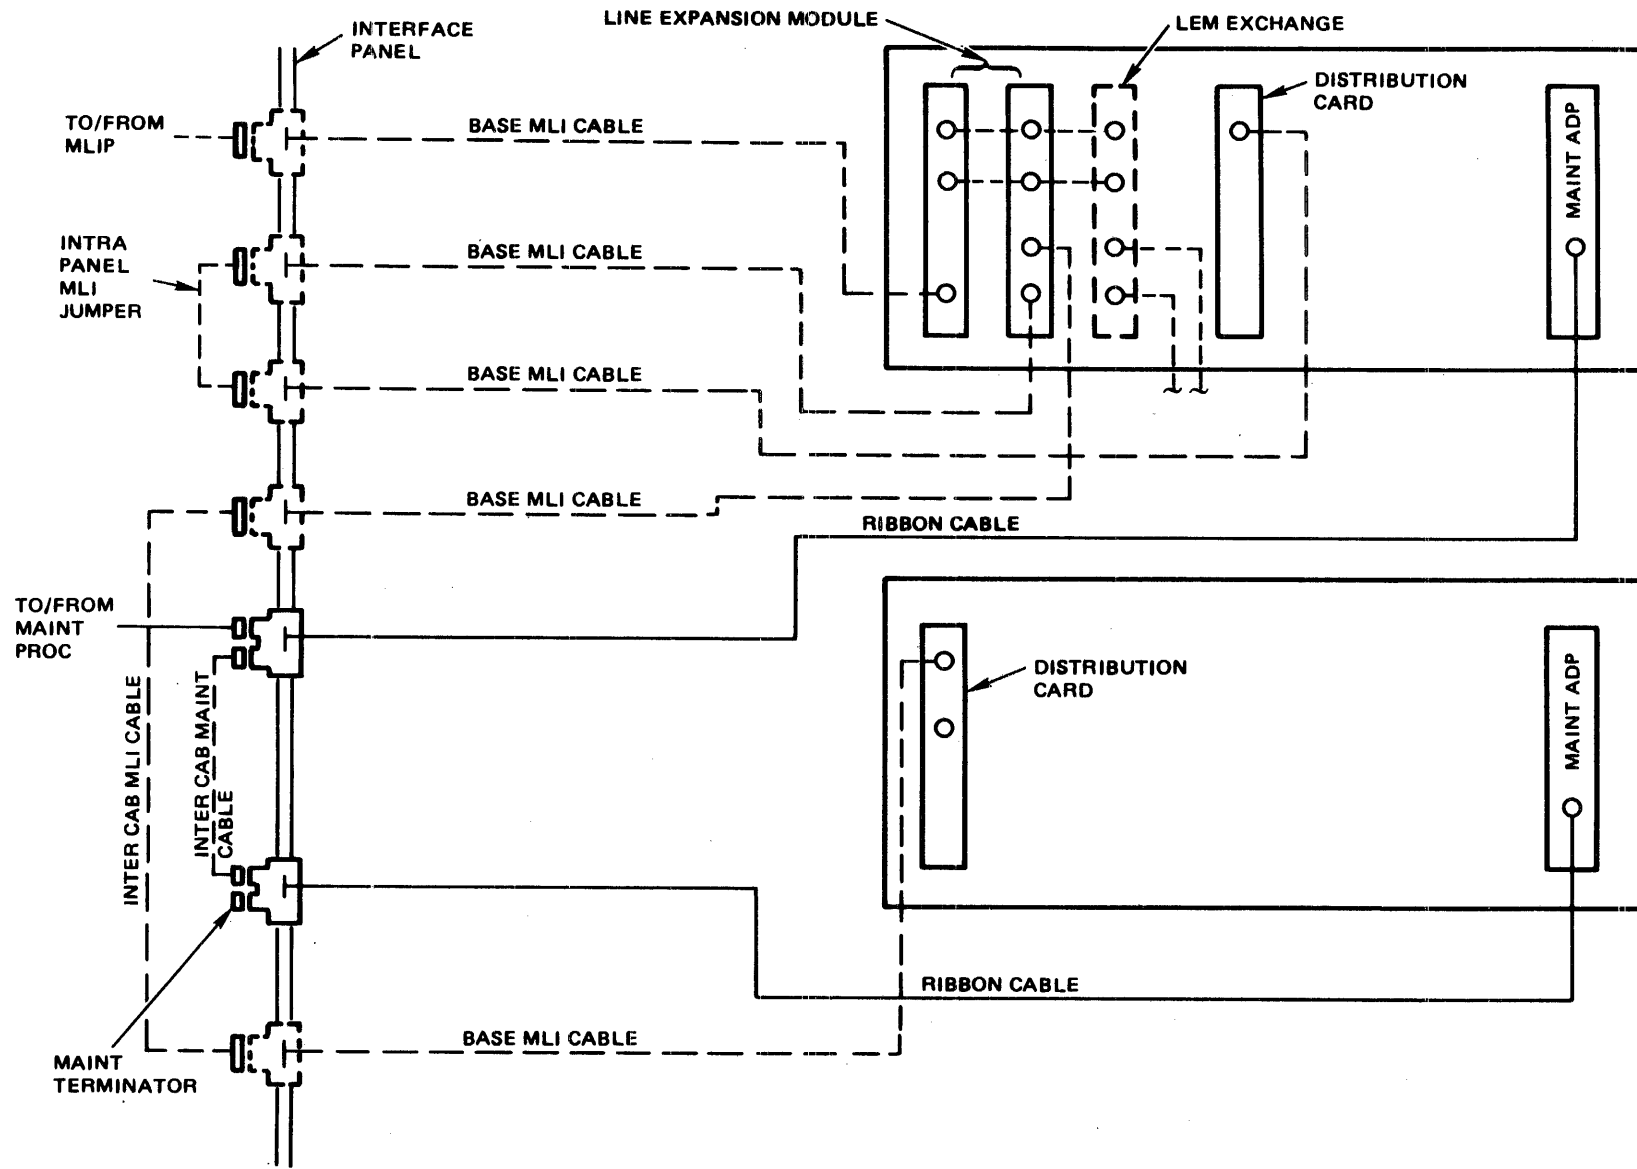 INTERFACE
PANEL
LINE EXPANSION MODULE
LEM EXCHANGE
DISTRIBUTION
CARD
MAINT ADP
TO/FROM
MLIP
BASE MLI CABLE
INTRA
PANEL
MLI
JUMPER
BASE MLI CABLE
BASE MLI CABLE
BASE MLI CABLE
RIBBON CABLE
TO/FROM
MAINT
PROC
INTER CAB MLI CABLE
INTER CAB MAINT
CABLE
DISTRIBUTION
CARD
MAINT ADP
RIBBON CABLE
BASE MLI CABLE
MAINT
TERMINATOR